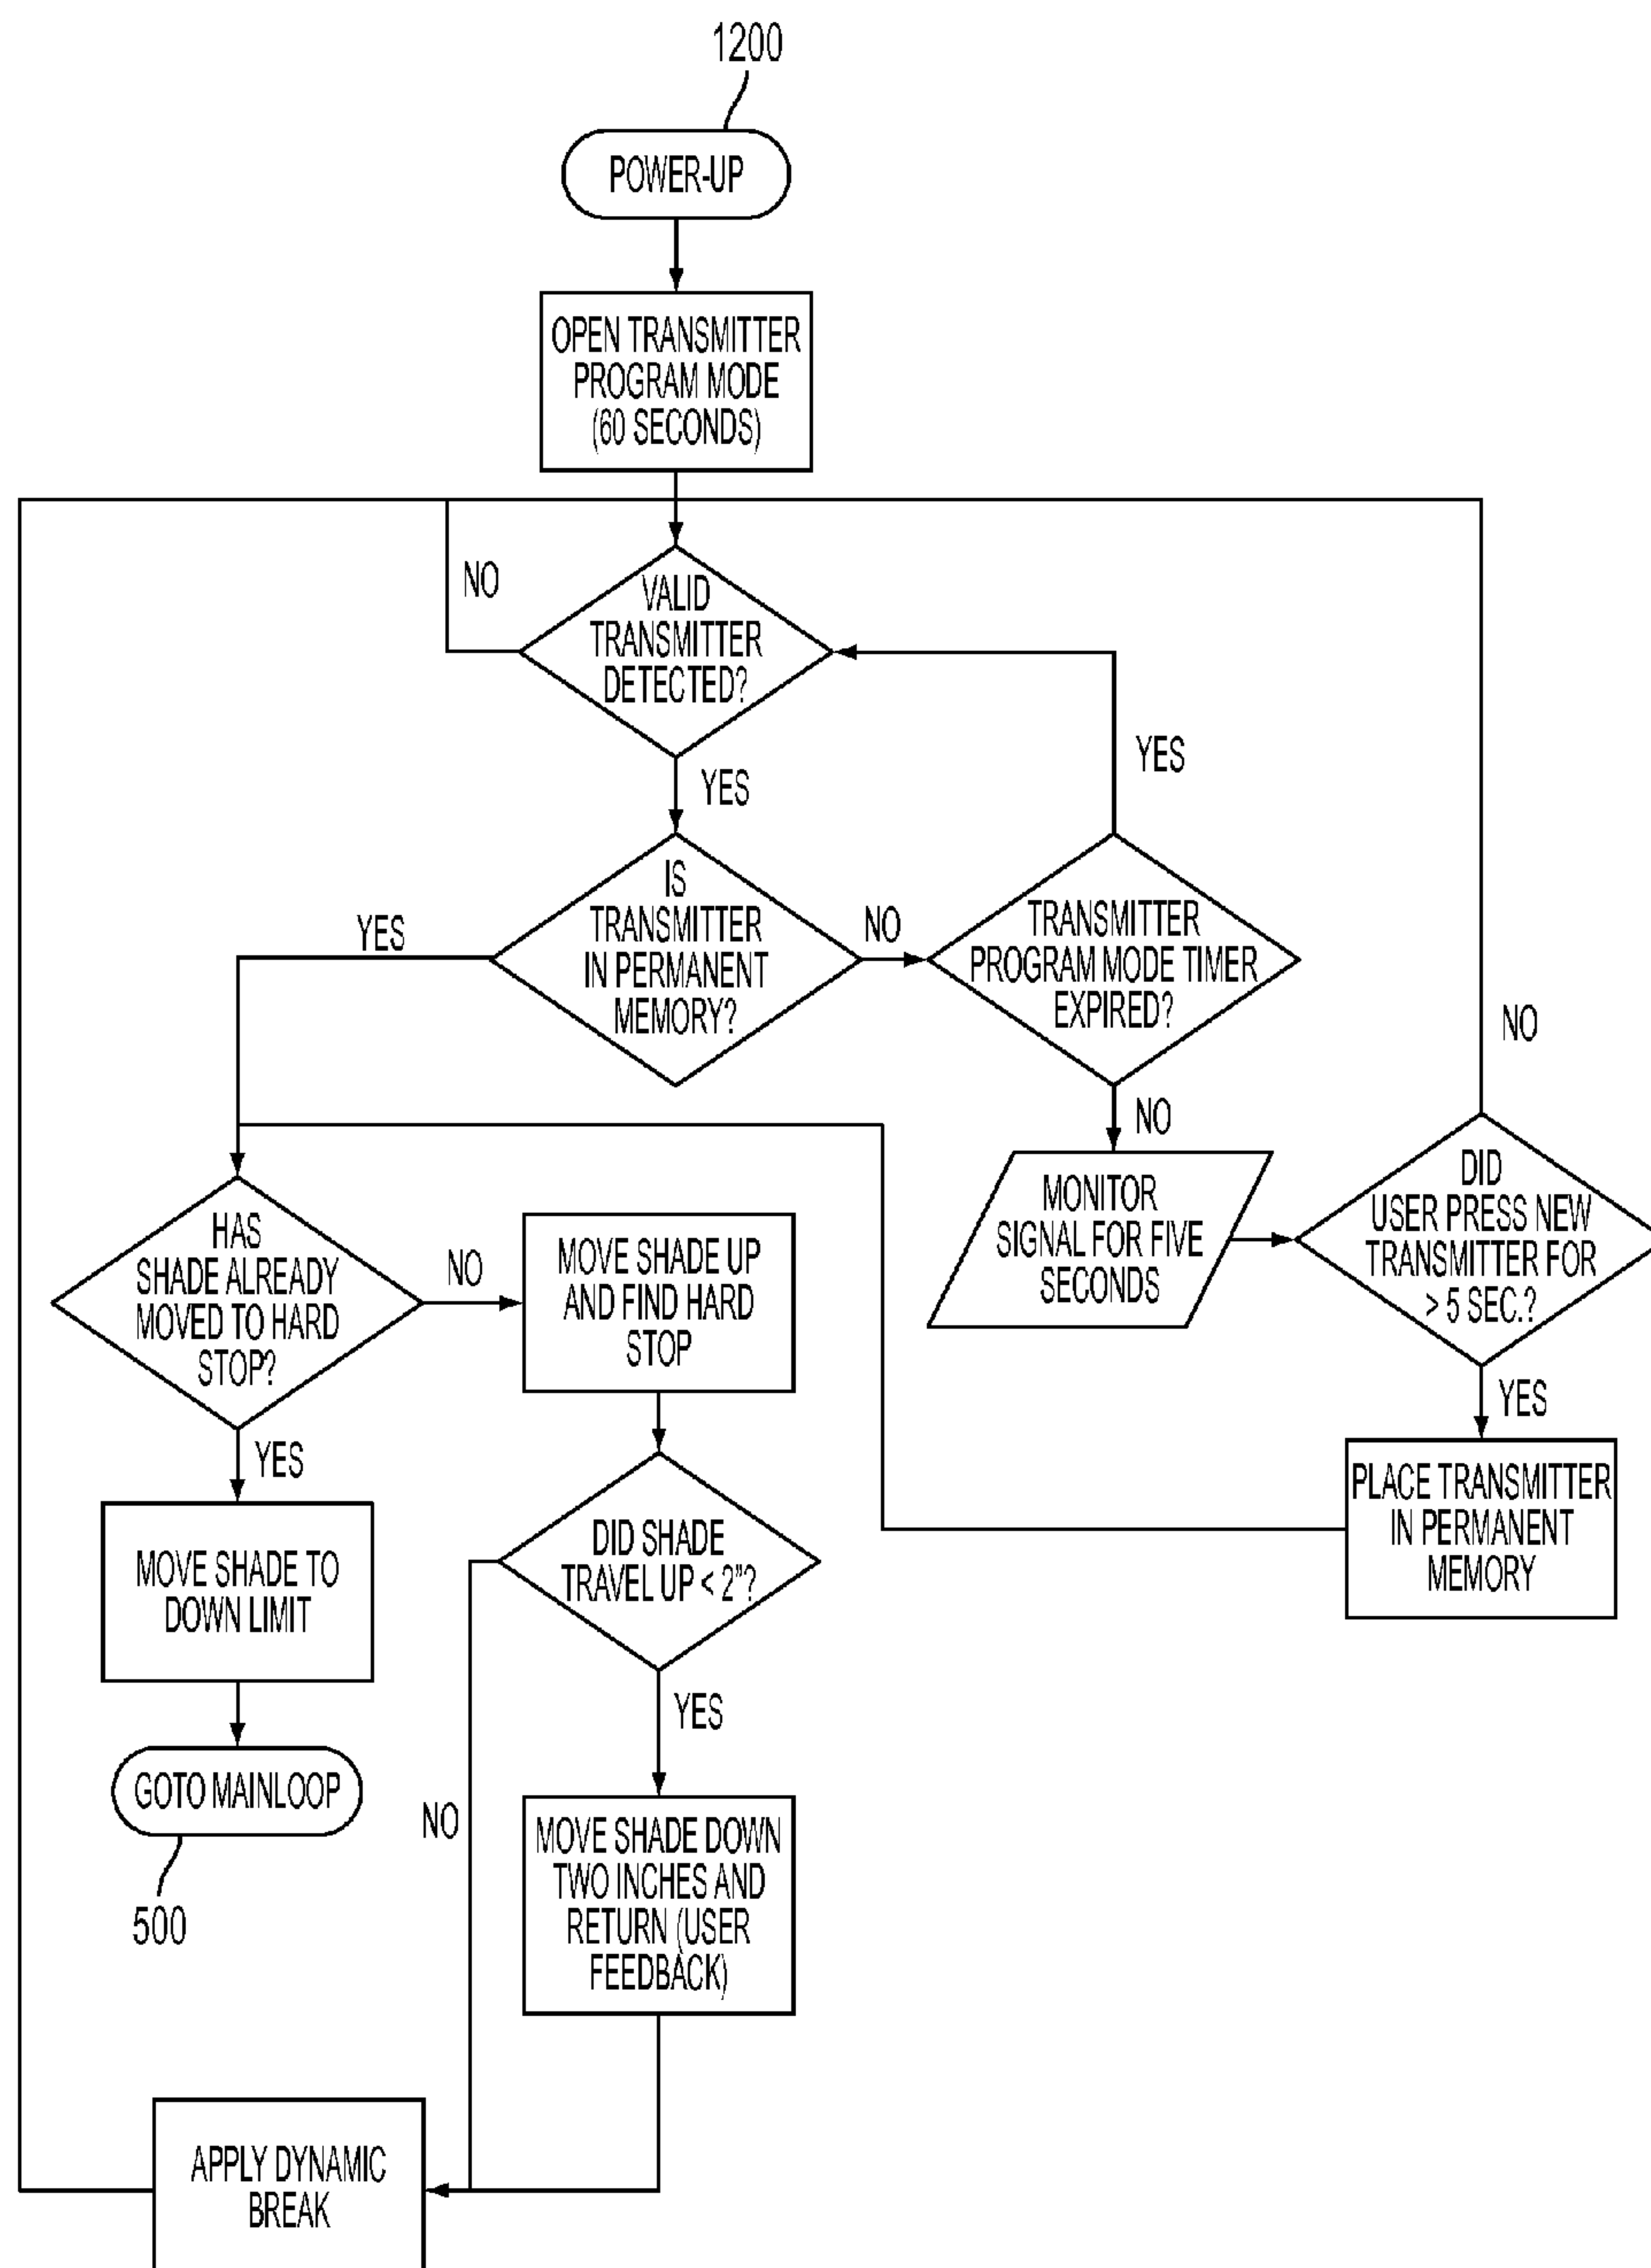 1200
POWER-UP
OPEN TRANSMITTER
PROGRAM MODE
(60 SECONDS)
NO
VALID
TRANSMITTER
DETECTED?
YES
YES
IS
TRANSMITTER
IN PERMANENT
MEMORY?
YES
NO
TRANSMITTER
PROGRAM MODE TIMER
EXPIRED?
NO
NO
MONITOR
SIGNAL FOR FIVE
SECONDS
DID
USER PRESS NEW
TRANSMITTER FOR
> 5 SEC.?
YES
PLACE TRANSMITTER
IN PERMANENT
MEMORY
HAS
SHADE ALREADY
MOVED TO HARD
STOP?
NO
MOVE SHADE UP
AND FIND HARD
STOP
YES
MOVE SHADE TO
DOWN LIMIT
GOTO MAINLOOP
500
DID SHADE
TRAVEL UP < 2"?
YES
NO
MOVE SHADE DOWN
TWO INCHES AND
RETURN (USER
FEEDBACK)
APPLY DYNAMIC
BREAK